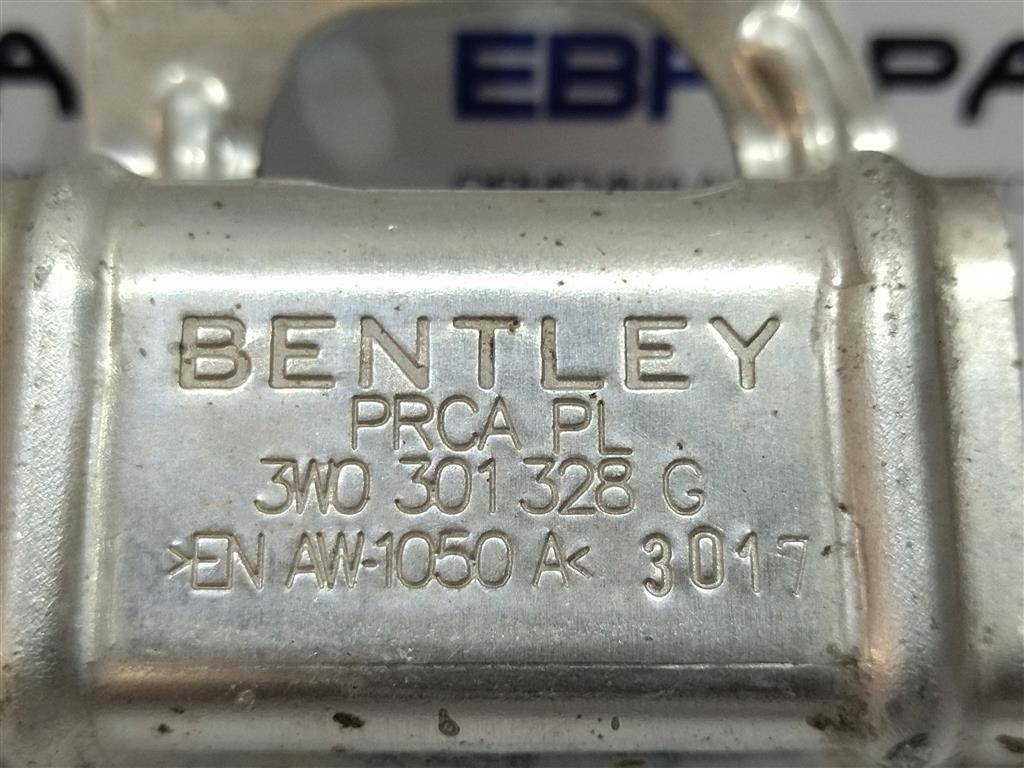 BENTLEY
PRCA PL
3W0 301 328 G
>EN AW-1050 A< 3017